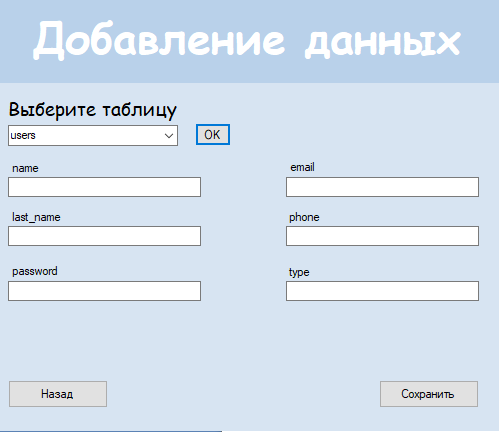 Добавление данных
Выберите таблицу
users OK
name email
last_name phone
password type
Назад Сохранить